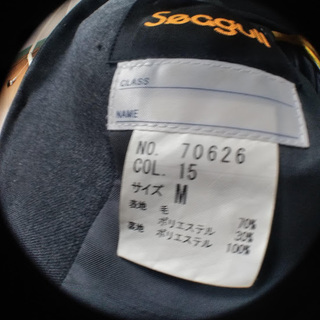 Seagull
CLASS
NAME
NO. 70626
COL. 15
サイズ M
表地 毛 70%
ポリエステル 30%
裏地 ポリエステル 100%